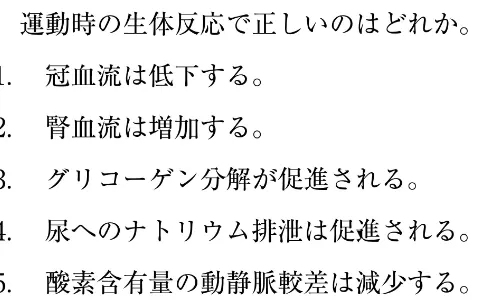 運動時の生体反応で正しいのはどれか。
1. 冠血流は低下する。
2. 腎血流は増加する。
3. グリコーゲン分解が促進される。
4. 尿へのナトリウム排泄は促進される。
5. 酸素含有量の動静脈較差は減少する。